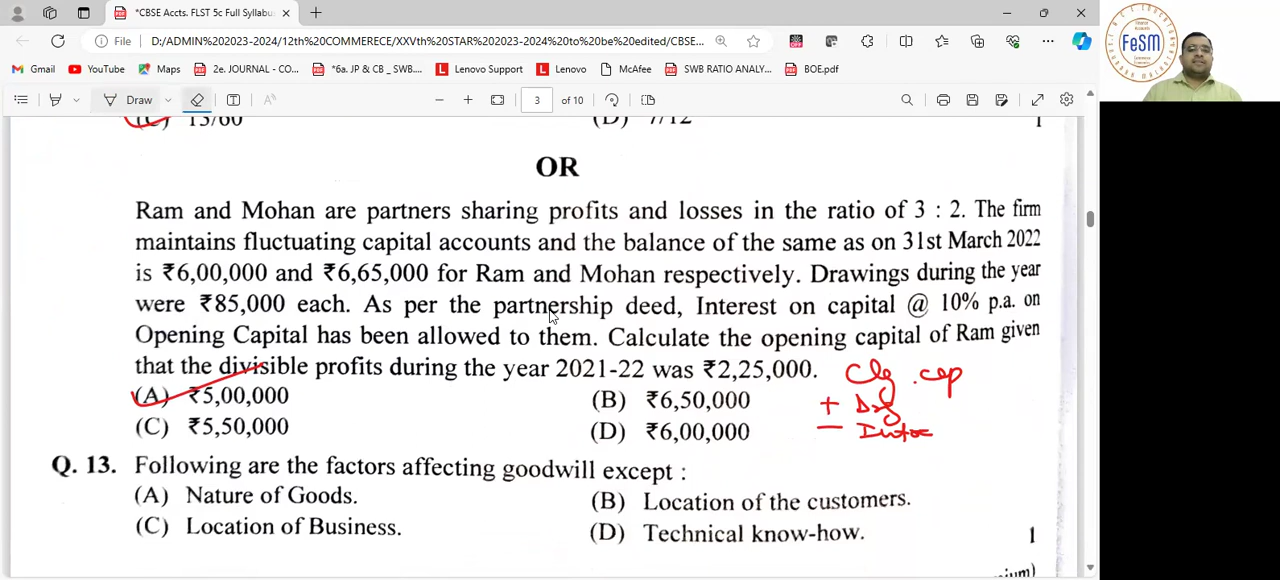 *CBSE Accts. FLST 5c Full Syllabu
File D:/ADMIN%202023-2024/12th%20COMMERECE/XXVth%20STAR%202023-2024%20to%20be%20edited/CBSE...
Gmail YouTube Maps 2e. JOURNAL - CO... *6a. JP & CB _ SWB.... Lenovo Support Lenovo McAfee SWB RATIO ANALY... BOE.pdf
Draw 3 of 10
(C) 13/60 (D) 7/12 1
OR
Ram and Mohan are partners sharing profits and losses in the ratio of 3 : 2. The firm
maintains fluctuating capital accounts and the balance of the same as on 31st March 2022
is ₹6,00,000 and ₹6,65,000 for Ram and Mohan respectively. Drawings during the year
were ₹85,000 each. As per the partnership deed, Interest on capital @ 10% p.a. on
Opening Capital has been allowed to them. Calculate the opening capital of Ram given
that the divisible profits during the year 2021-22 was ₹2,25,000.
Clg . cap
(A) ₹5,00,000 (B) ₹6,50,000
+ Drg
(C) ₹5,50,000 (D) ₹6,00,000
Q. 13. Following are the factors affecting goodwill except :
(A) Nature of Goods. (B) Location of the customers.
(C) Location of Business. (D) Technical know-how. 1
FeSM